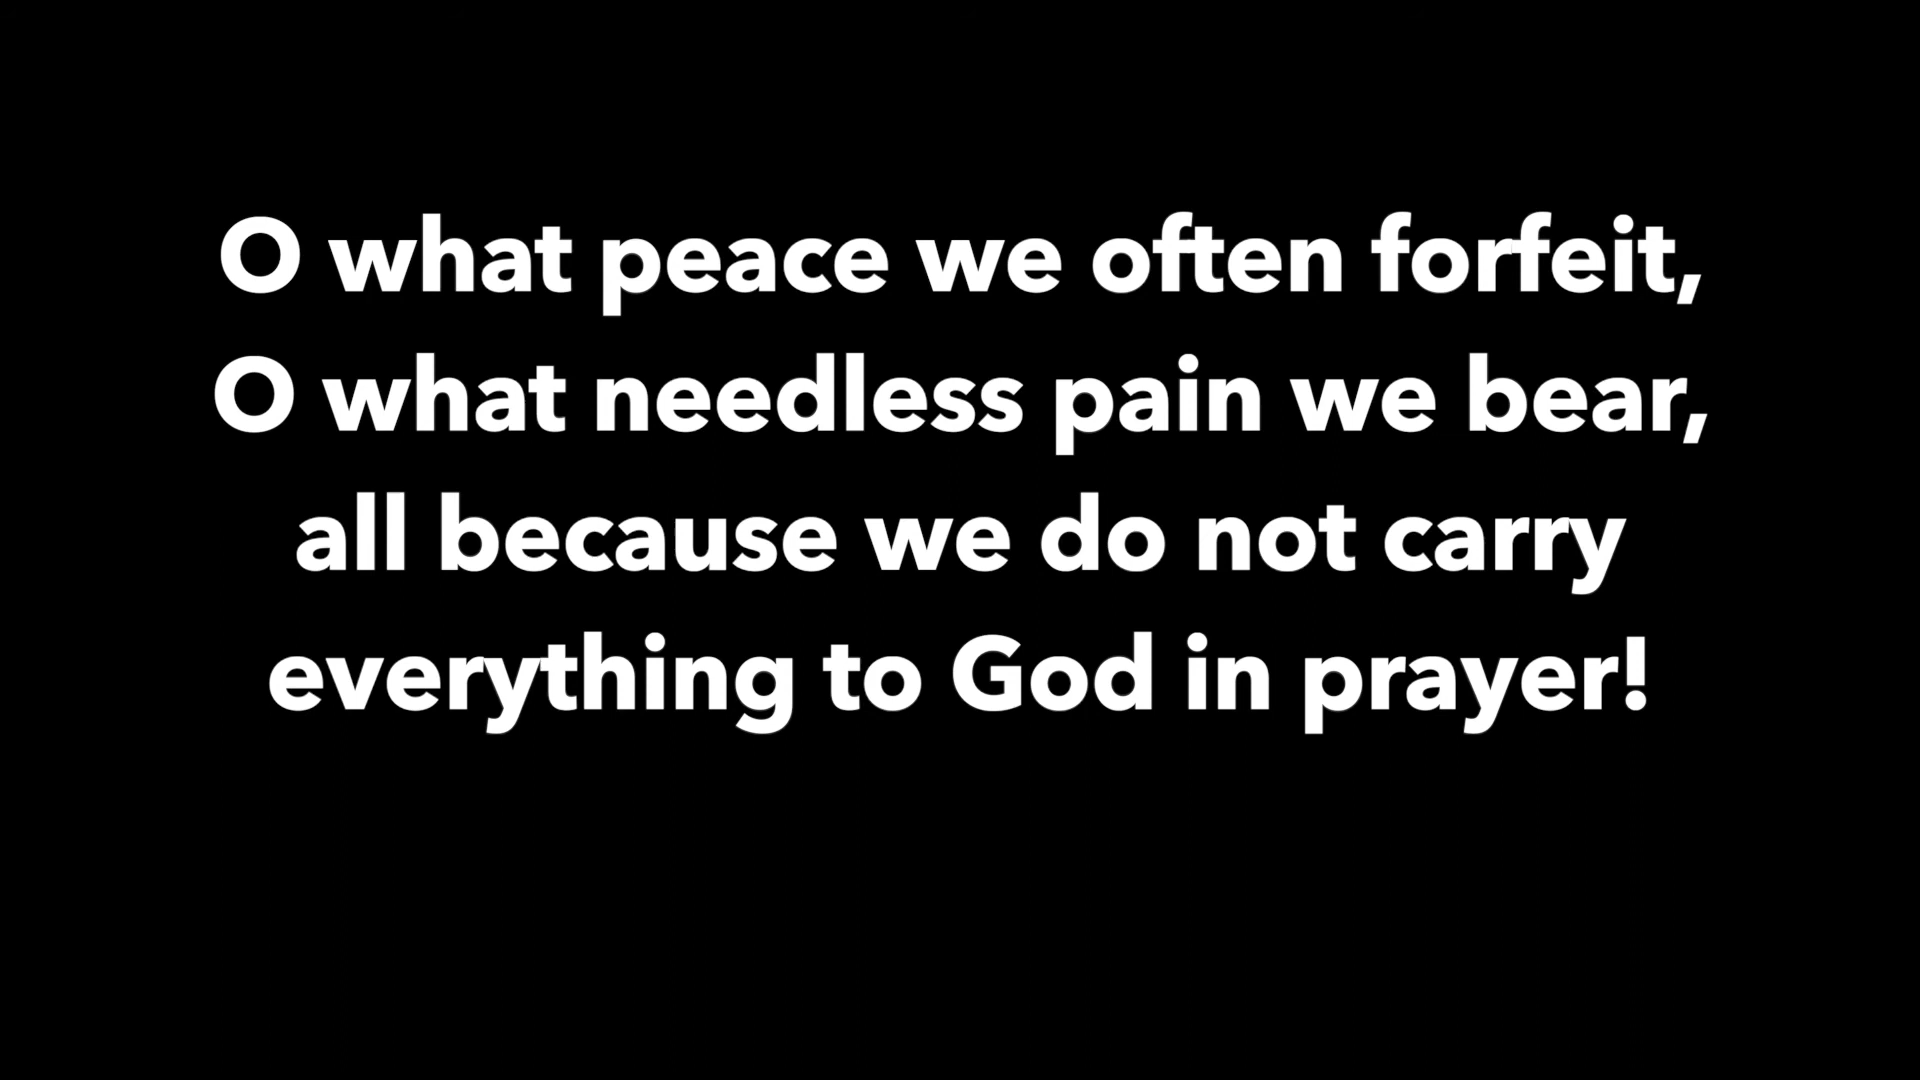 O what peace we often forfeit,
O what needless pain we bear,
all because we do not carry
everything to God in prayer!